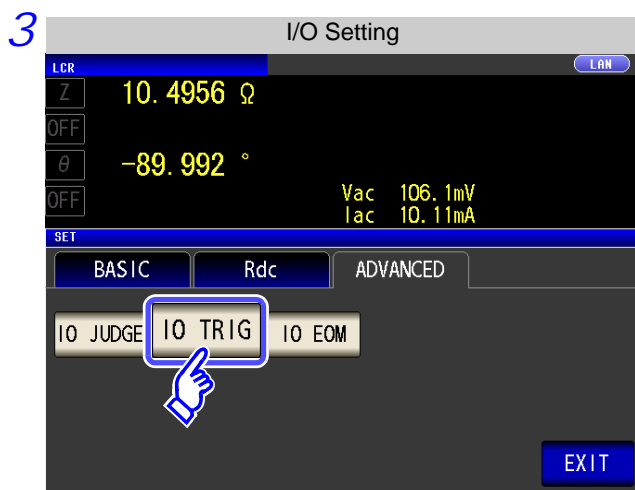 3
I/O Setting
LCR LAN
Z 10.4956 Ω
OFF
θ -89.992 °
OFF
Vac 106.1mV
Iac 10.11mA
SET
BASIC Rdc ADVANCED
IO JUDGE IO TRIG IO EOM
EXIT